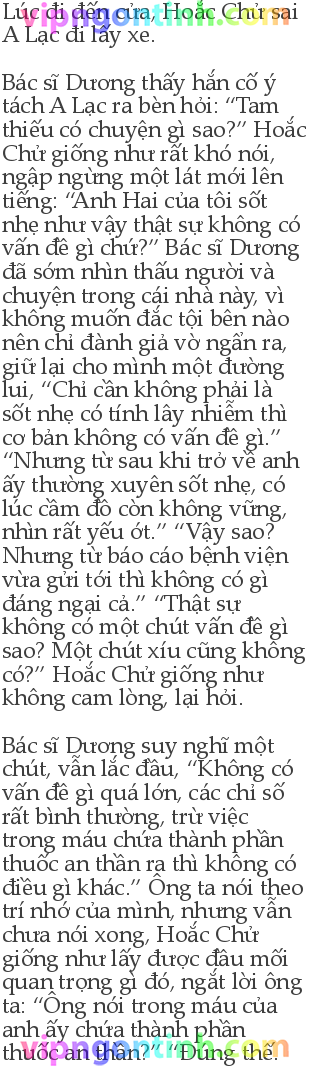 Lúc đi đến cửa, Hoắc Chử sai
A Lạc đi lấy xe.
Bác sĩ Dương thấy hắn cố ý
tách A Lạc ra bèn hỏi: “Tam
thiếu có chuyện gì sao?” Hoắc
Chử giống như rất khó nói,
ngập ngừng một lát mới lên
tiếng: “Anh Hai của tôi sốt
nhẹ như vậy thật sự không có
vấn đề gì chứ?” Bác sĩ Dương
đã sớm nhìn thấu người và
chuyện trong cái nhà này, vì
không muốn đắc tội bên nào
nên chỉ đành giả vờ ngẩn ra,
giữ lại cho mình một đường
lui, “Chỉ cần không phải là
sốt nhẹ có tính lây nhiễm thì
cơ bản không có vấn đề gì.”
“Nhưng từ sau khi trở về anh
ấy thường xuyên sốt nhẹ, có
lúc cầm đồ còn không vững,
nhìn rất yếu ớt.” “Vậy sao?
Nhưng từ báo cáo bệnh viện
vừa gửi tới thì không có gì
đáng ngại cả.” “Thật sự
không có một chút vấn đề gì
sao? Một chút xíu cũng không
có?” Hoắc Chử giống như
không cam lòng, lại hỏi.
Bác sĩ Dương suy nghĩ một
chút, vẫn lắc đầu, “Không có
vấn đề gì quá lớn, các chỉ số
rất bình thường, trừ việc
trong máu chứa thành phần
thuốc an thần ra thì không có
điều gì khác.” Ông ta nói theo
trí nhớ của mình, nhưng vẫn
chưa nói xong, Hoắc Chử
giống như lấy được đầu mối
quan trọng gì đó, ngắt lời ông
ta: “Ông nói trong máu của
anh ấy chứa thành phần
thuốc an thần?” “Đúng thế.
vipngontinh.com
vipngontinh.com